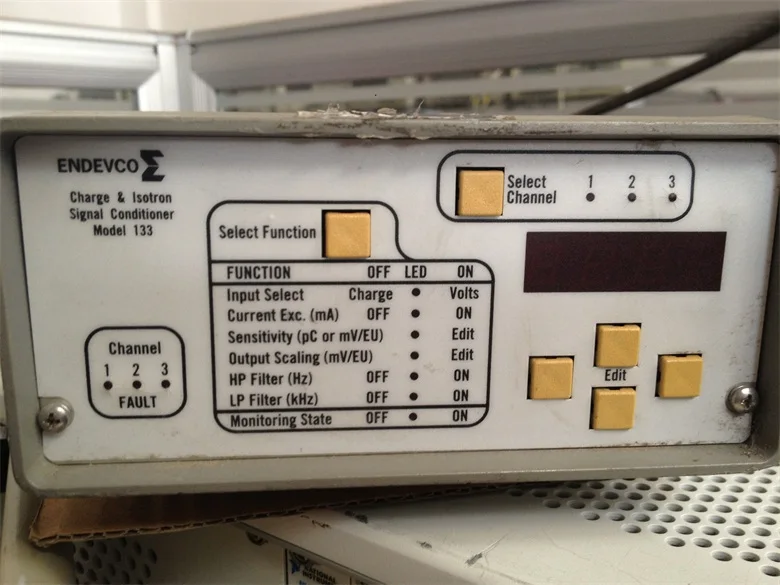 ENDEVCO
Charge & Isotron
Signal Conditioner
Model 133
Select Channel 1 2 3
Select Function
FUNCTION OFF LED ON
Input Select Charge Volts
Current Exc. (mA) OFF ON
Sensitivity (pC or mV/EU) Edit
Output Scaling (mV/EU) Edit
HP Filter (Hz) OFF ON
LP Filter (kHz) OFF ON
Monitoring State OFF ON
Channel
1 2 3
FAULT
Edit
NATIONAL